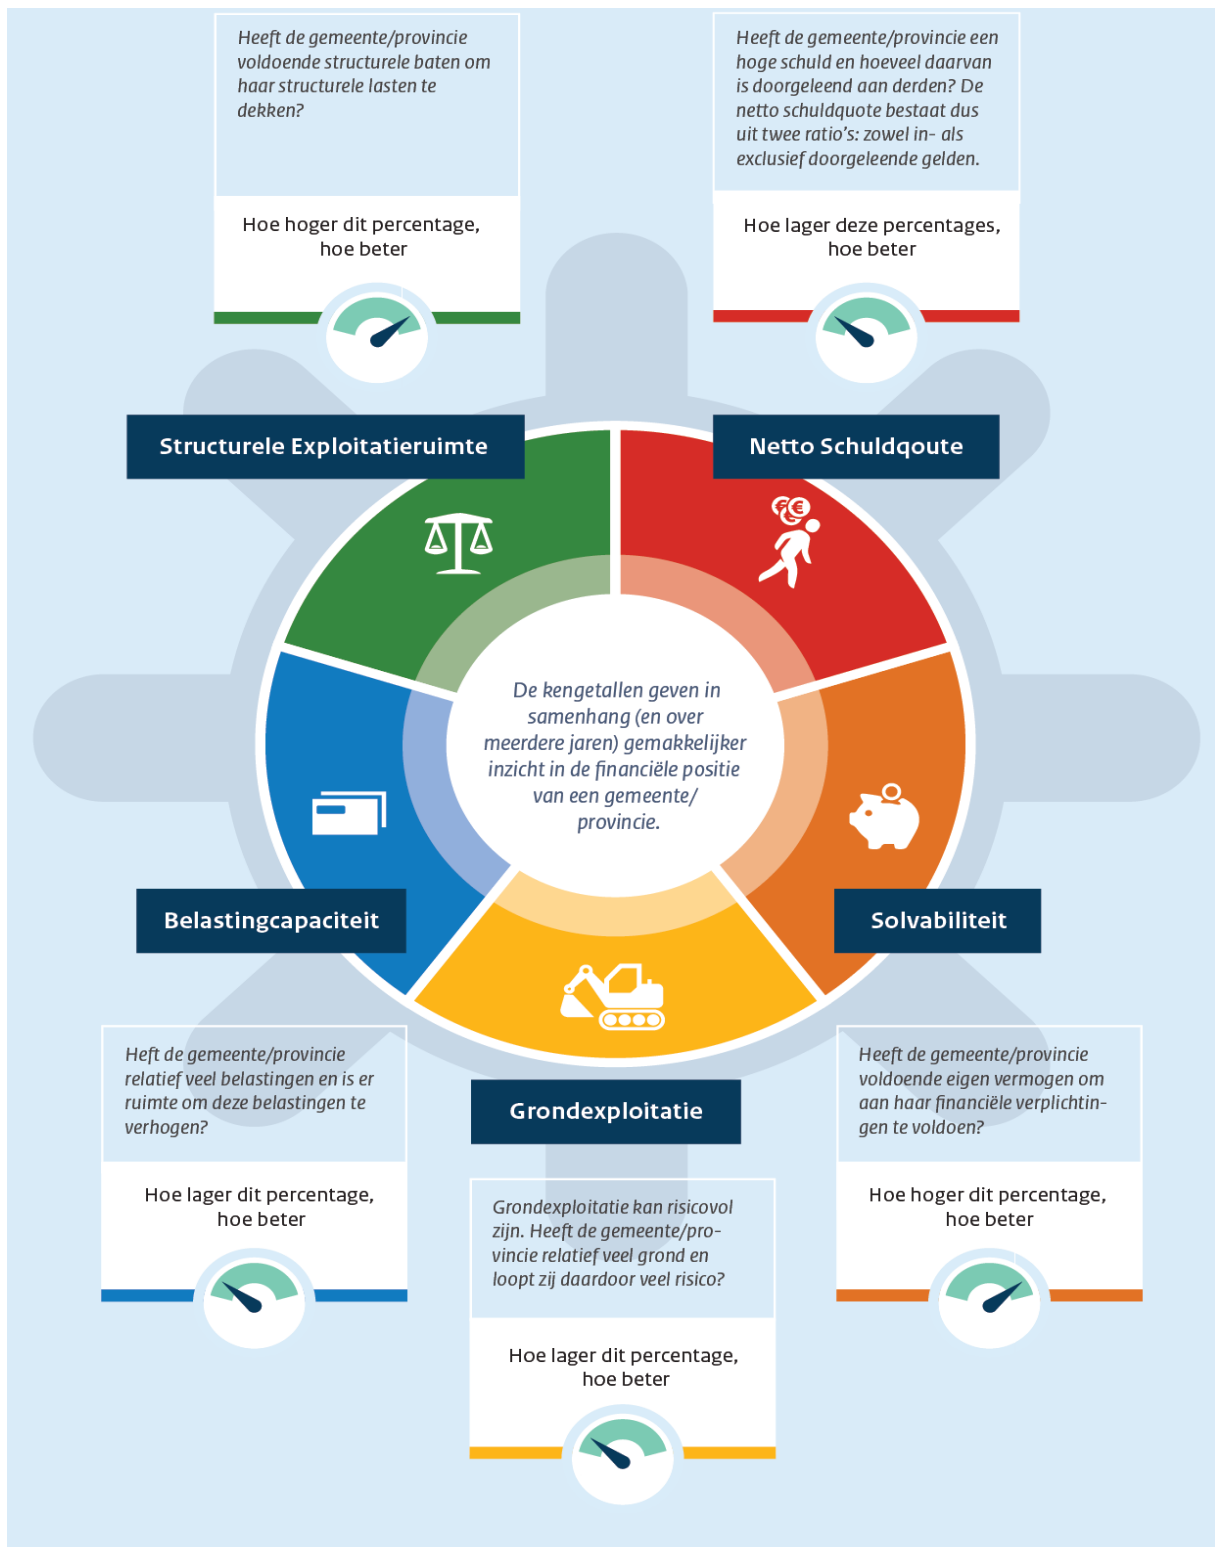 Heeft de gemeente/provincie
voldoende structurele baten om
haar structurele lasten te
dekken?
Hoe hoger dit percentage,
hoe beter
Heeft de gemeente/provincie een
hoge schuld en hoeveel daarvan
is doorgeleend aan derden? De
netto schuldquote bestaat dus
uit twee ratio's: zowel in- als
exclusief doorgeleende gelden.
Hoe lager deze percentages,
hoe beter
Structurele Exploitatieruimte
Netto Schuldqoute
€ € €
De kengetallen geven in
samenhang (en over
meerdere jaren) gemakkelijker
inzicht in de financiële positie
van een gemeente/
provincie.
Belastingcapaciteit
Solvabiliteit
Heft de gemeente/provincie
relatief veel belastingen en is er
ruimte om deze belastingen te
verhogen?
Hoe lager dit percentage,
hoe beter
Grondexploitatie
Grondexploitatie kan risicovol
zijn. Heeft de gemeente/pro-
vincie relatief veel grond en
loopt zij daardoor veel risico?
Hoe lager dit percentage,
hoe beter
Heeft de gemeente/provincie
voldoende eigen vermogen om
aan haar financiële verplichtin-
gen te voldoen?
Hoe hoger dit percentage,
hoe beter